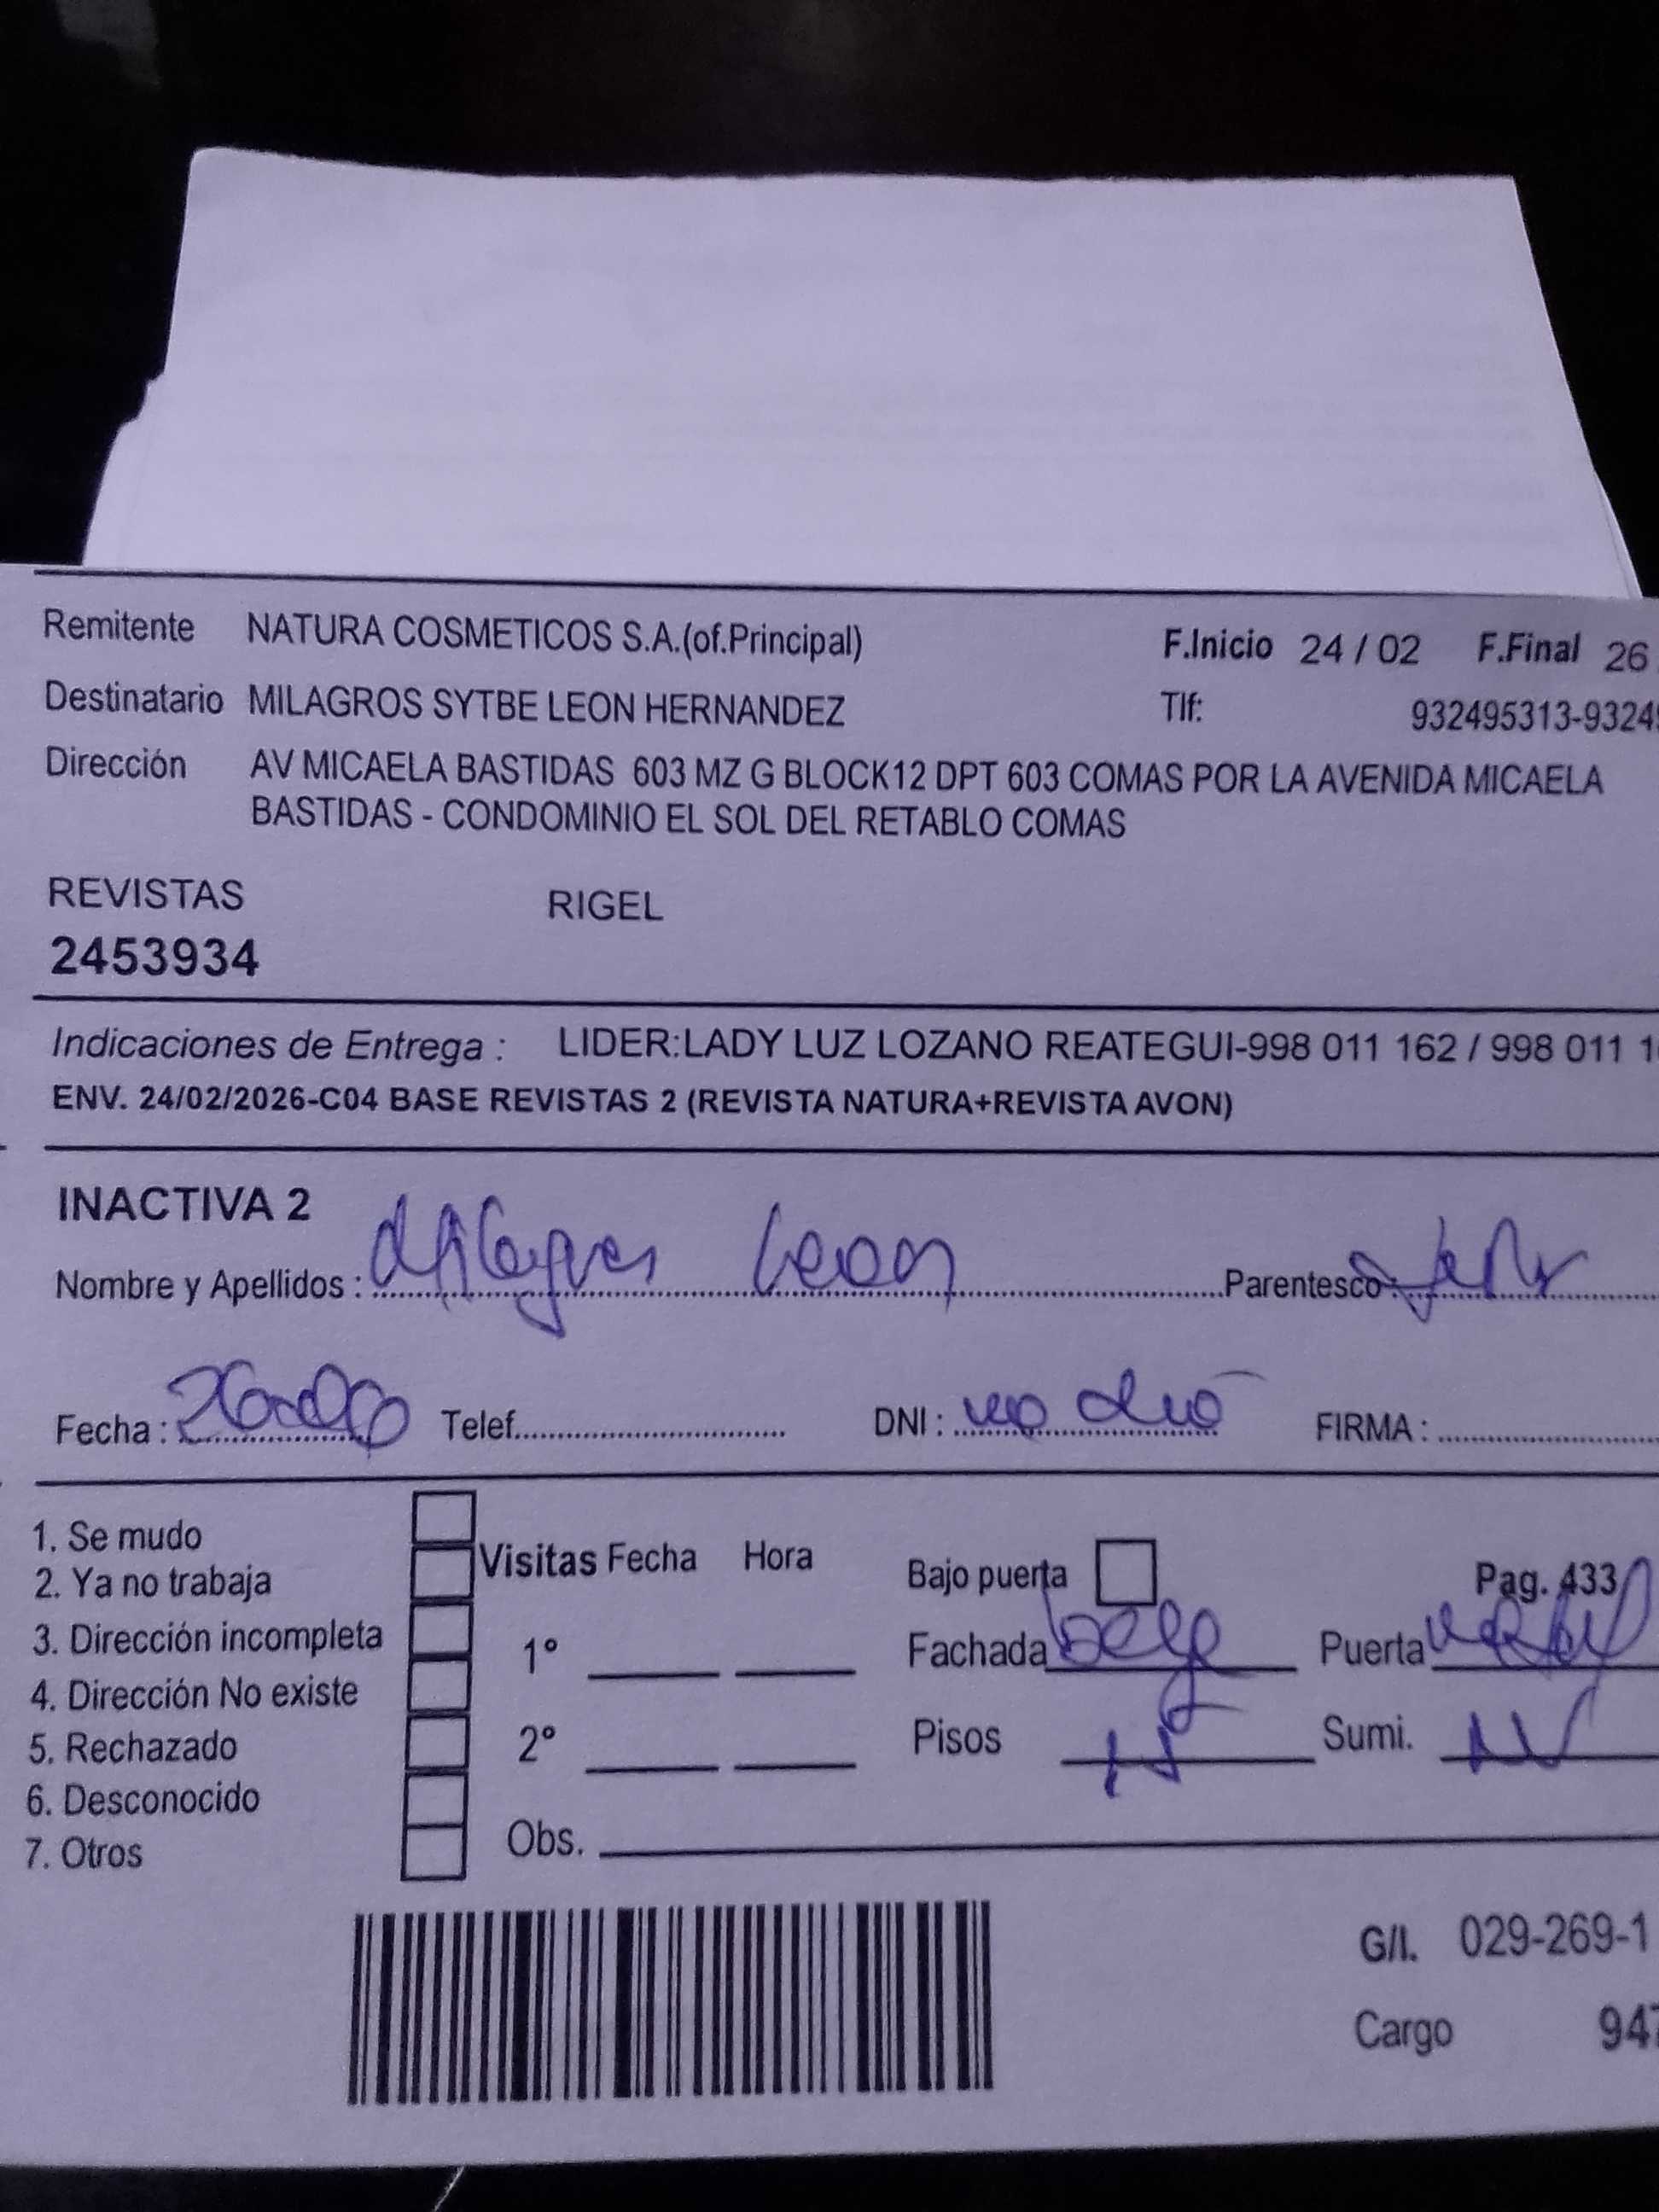 Remitente NATURA COSMETICOS S.A.(of.Principal) F.Inicio 24 / 02 F.Final 26
Destinatario MILAGROS SYTBE LEON HERNANDEZ Tlf: 932495313-9324
Dirección AV MICAELA BASTIDAS 603 MZ G BLOCK12 DPT 603 COMAS POR LA AVENIDA MICAELA
BASTIDAS - CONDOMINIO EL SOL DEL RETABLO COMAS
REVISTAS RIGEL
2453934
Indicaciones de Entrega : LIDER:LADY LUZ LOZANO REATEGUI-998 011 162 / 998 011 1
ENV. 24/02/2026-C04 BASE REVISTAS 2 (REVISTA NATURA+REVISTA AVON)
INACTIVA 2
Nombre y Apellidos : Milagros Leon Parentesco :
Fecha : Telef. DNI : FIRMA :
1. Se mudo
2. Ya no trabaja
3. Dirección incompleta
4. Dirección No existe
5. Rechazado
6. Desconocido
7. Otros
Visitas Fecha Hora
1º
2º
Obs.
Bajo puerta Pag. 433
Fachada Puerta
Pisos Sumi.
G/I. 029-269-1
Cargo 947